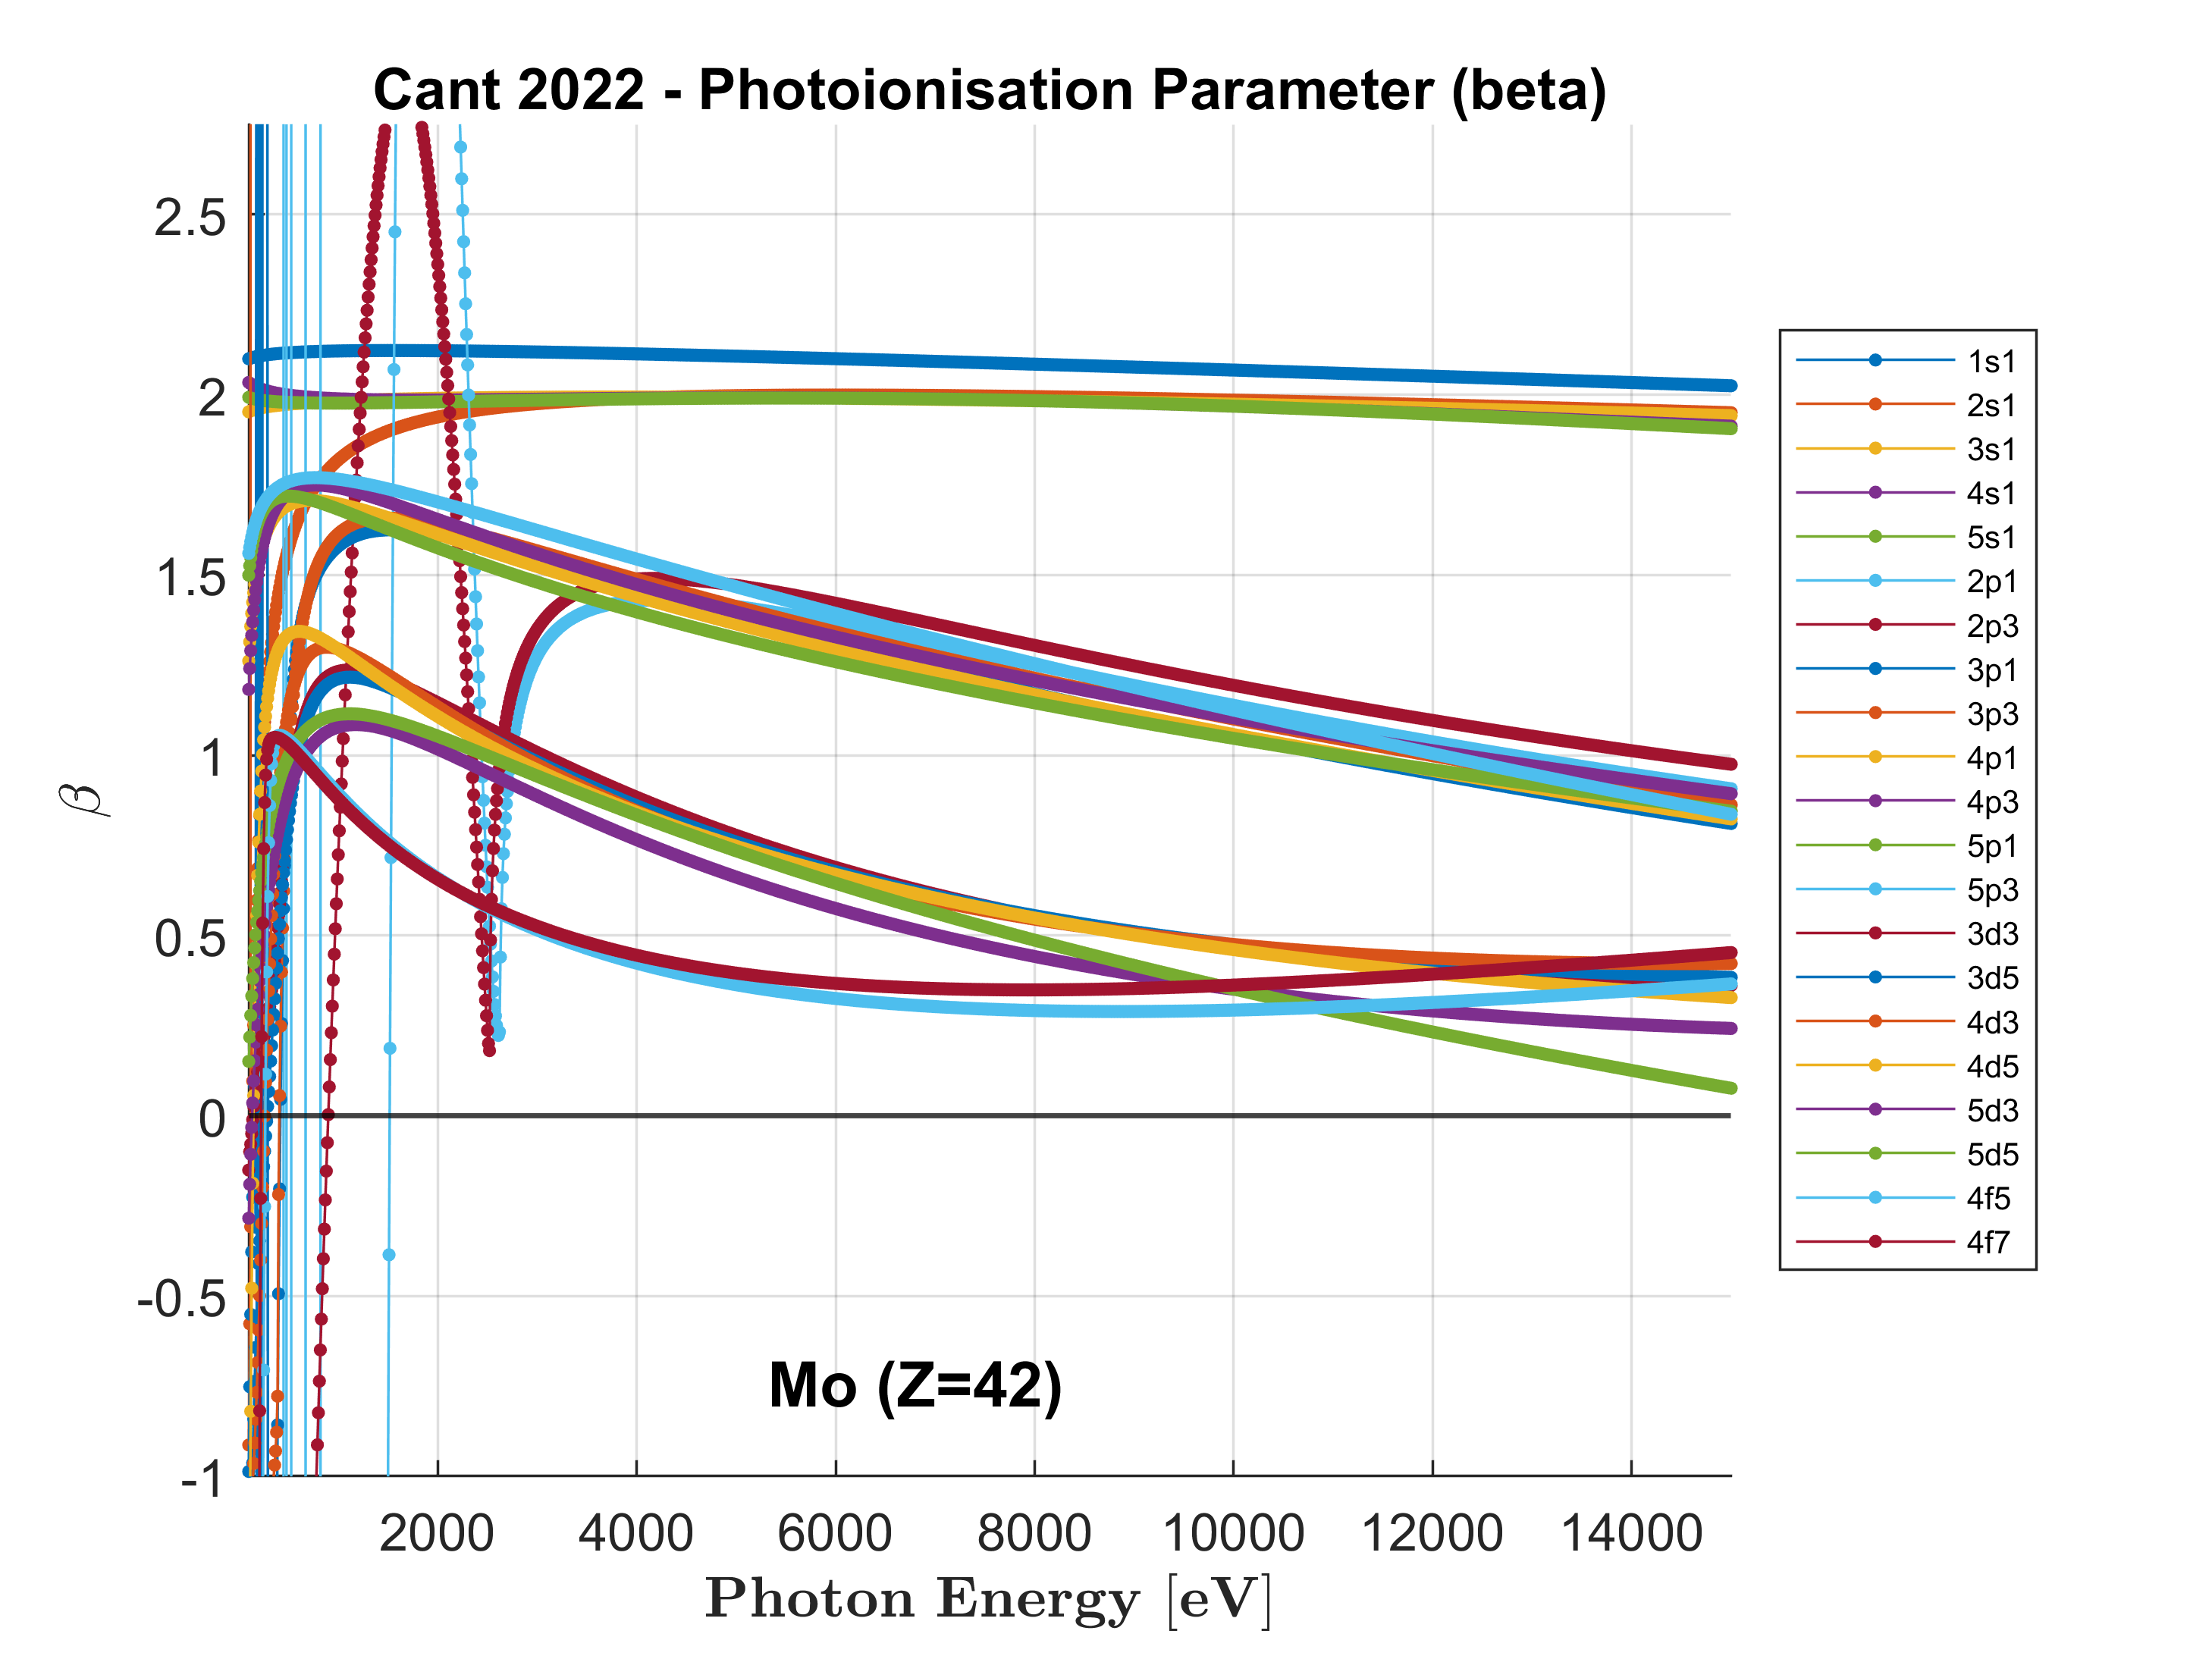 Cant 2022 - Photoionisation Parameter (beta)
2.5
2
1.5
1
0.5
0
-0.5
-1
β
2000 4000 6000 8000 10000 12000 14000
Photon Energy [eV]
Mo (Z=42)
1s1
2s1
3s1
4s1
5s1
2p1
2p3
3p1
3p3
4p1
4p3
5p1
5p3
3d3
3d5
4d3
4d5
5d3
5d5
4f5
4f7